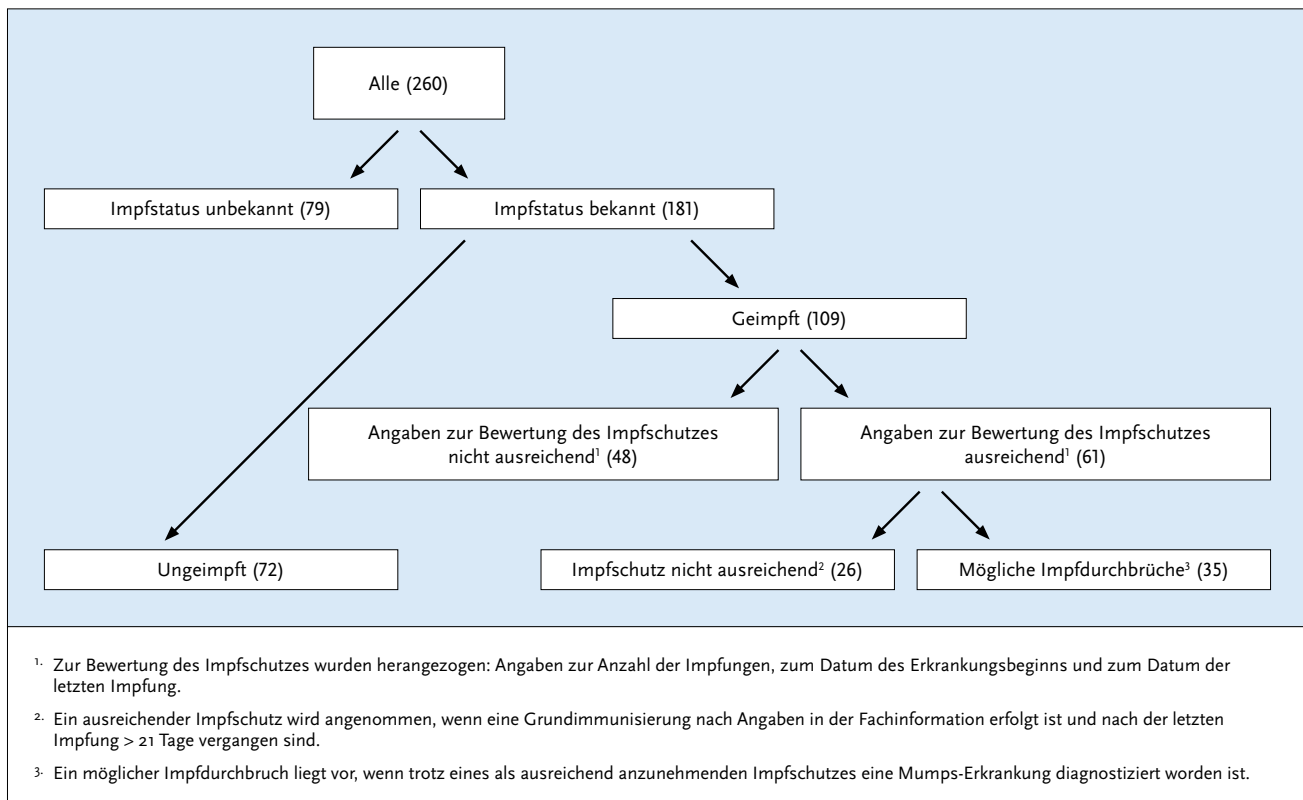 Alle (260)
Impfstatus unbekannt (79)
Impfstatus bekannt (181)
Geimpft (109)
Angaben zur Bewertung des Impfschutzes
nicht ausreichend¹ (48)
Angaben zur Bewertung des Impfschutzes
ausreichend¹ (61)
Ungeimpft (72)
Impfschutz nicht ausreichend² (26)
Mögliche Impfdurchbrüche³ (35)
1. Zur Bewertung des Impfschutzes wurden herangezogen: Angaben zur Anzahl der Impfungen, zum Datum des Erkrankungsbeginns und zum Datum der
letzten Impfung.
2. Ein ausreichender Impfschutz wird angenommen, wenn eine Grundimmunisierung nach Angaben in der Fachinformation erfolgt ist und nach der letzten
Impfung > 21 Tage vergangen sind.
3. Ein möglicher Impfdurchbruch liegt vor, wenn trotz eines als ausreichend anzunehmenden Impfschutzes eine Mumps-Erkrankung diagnostiziert worden ist.